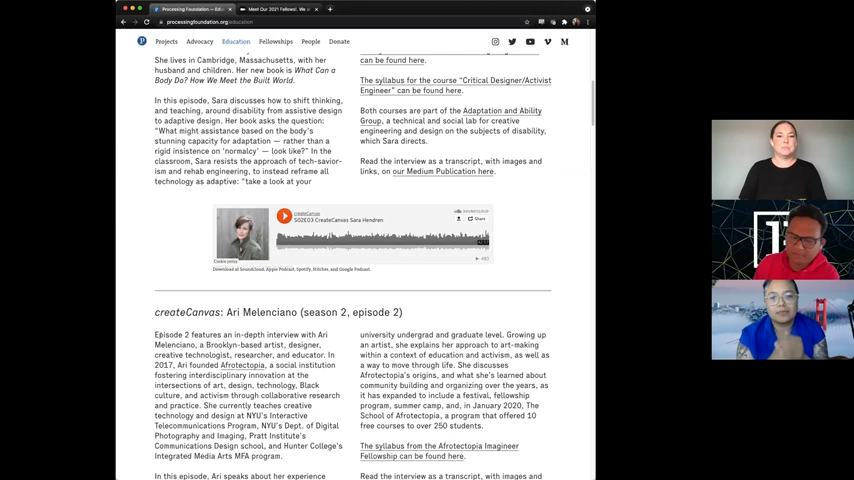 Processing Foundation — Edu
Meet Our 2021 Fellows!. We a
processingfoundation.org/education
Projects
Advocacy
Education
Fellowships
People
Donate
She lives in Cambridge, Massachusetts, with her
husband and children. Her new book is What Can a
Body Do? How We Meet the Built World.
In this episode, Sara discusses how to shift thinking,
and teaching, around disability from assistive design
to adaptive design. Her book asks the question:
“What might assistance based on the body’s
stunning capacity for adaptation — rather than a
rigid insistence on ‘normalcy’ — look like?” In the
classroom, Sara resists the approach of tech-savior-
ism and rehab engineering, to instead reframe all
technology as adaptive: “take a look at your
can be found here.
The syllabus for the course “Critical Designer/Activist
Engineer” can be found here.
Both courses are part of the Adaptation and Ability
Group, a technical and social lab for creative
engineering and design on the subjects of disability,
which Sara directs.
Read the interview as a transcript, with images and
links, on our Medium Publication here.
createCanvas
S02E03 CreateCanvas Sara Hendren
SOUNDCLOUD
Share
Cookie policy
Download at Soundcloud, Apple Podcast, Spotify, Stitcher, and Google Podcast.
createCanvas: Ari Melenciano (season 2, episode 2)
Episode 2 features an in-depth interview with Ari
Melenciano, a Brooklyn-based artist, designer,
creative technologist, researcher, and educator. In
2017, Ari founded Afrotectopia, a social institution
fostering interdisciplinary innovation at the
intersections of art, design, technology, Black
culture, and activism through collaborative research
and practice. She currently teaches creative
technology and design at NYU’s Interactive
Telecommunications Program, NYU’s Dept. of Digital
Photography and Imaging, Pratt Institute’s
Communications Design school, and Hunter College’s
Integrated Media Arts MFA program.
In this episode, Ari speaks about her experience
university undergrad and graduate level. Growing up
an artist, she explains her approach to art-making
within a context of education and activism, as well as
a way to move through life. She discusses
Afrotectopia’s origins, and what she’s learned about
community building and organizing over the years, as
it has expanded to include a festival, fellowship
program, summer camp, and, in January 2020, The
School of Afrotectopia, a program that offered 10
free courses to over 250 students.
The syllabus from the Afrotectopia Imagineer
Fellowship can be found here.
Read the interview as a transcript, with images and